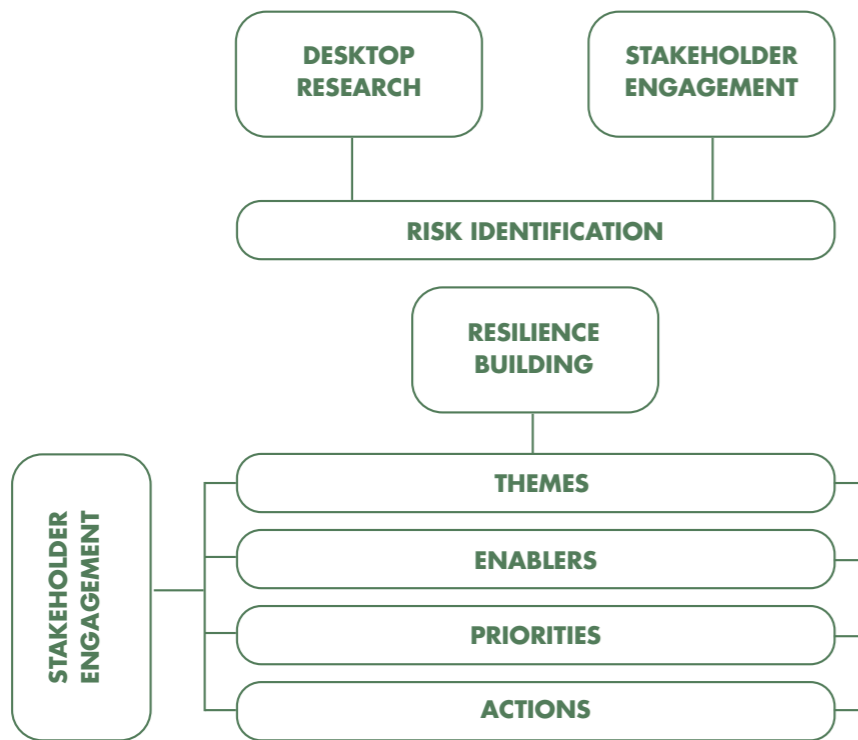 DESKTOP
RESEARCH
STAKEHOLDER
ENGAGEMENT
RISK IDENTIFICATION
RESILIENCE
BUILDING
STAKEHOLDER
ENGAGEMENT
THEMES
ENABLERS
PRIORITIES
ACTIONS